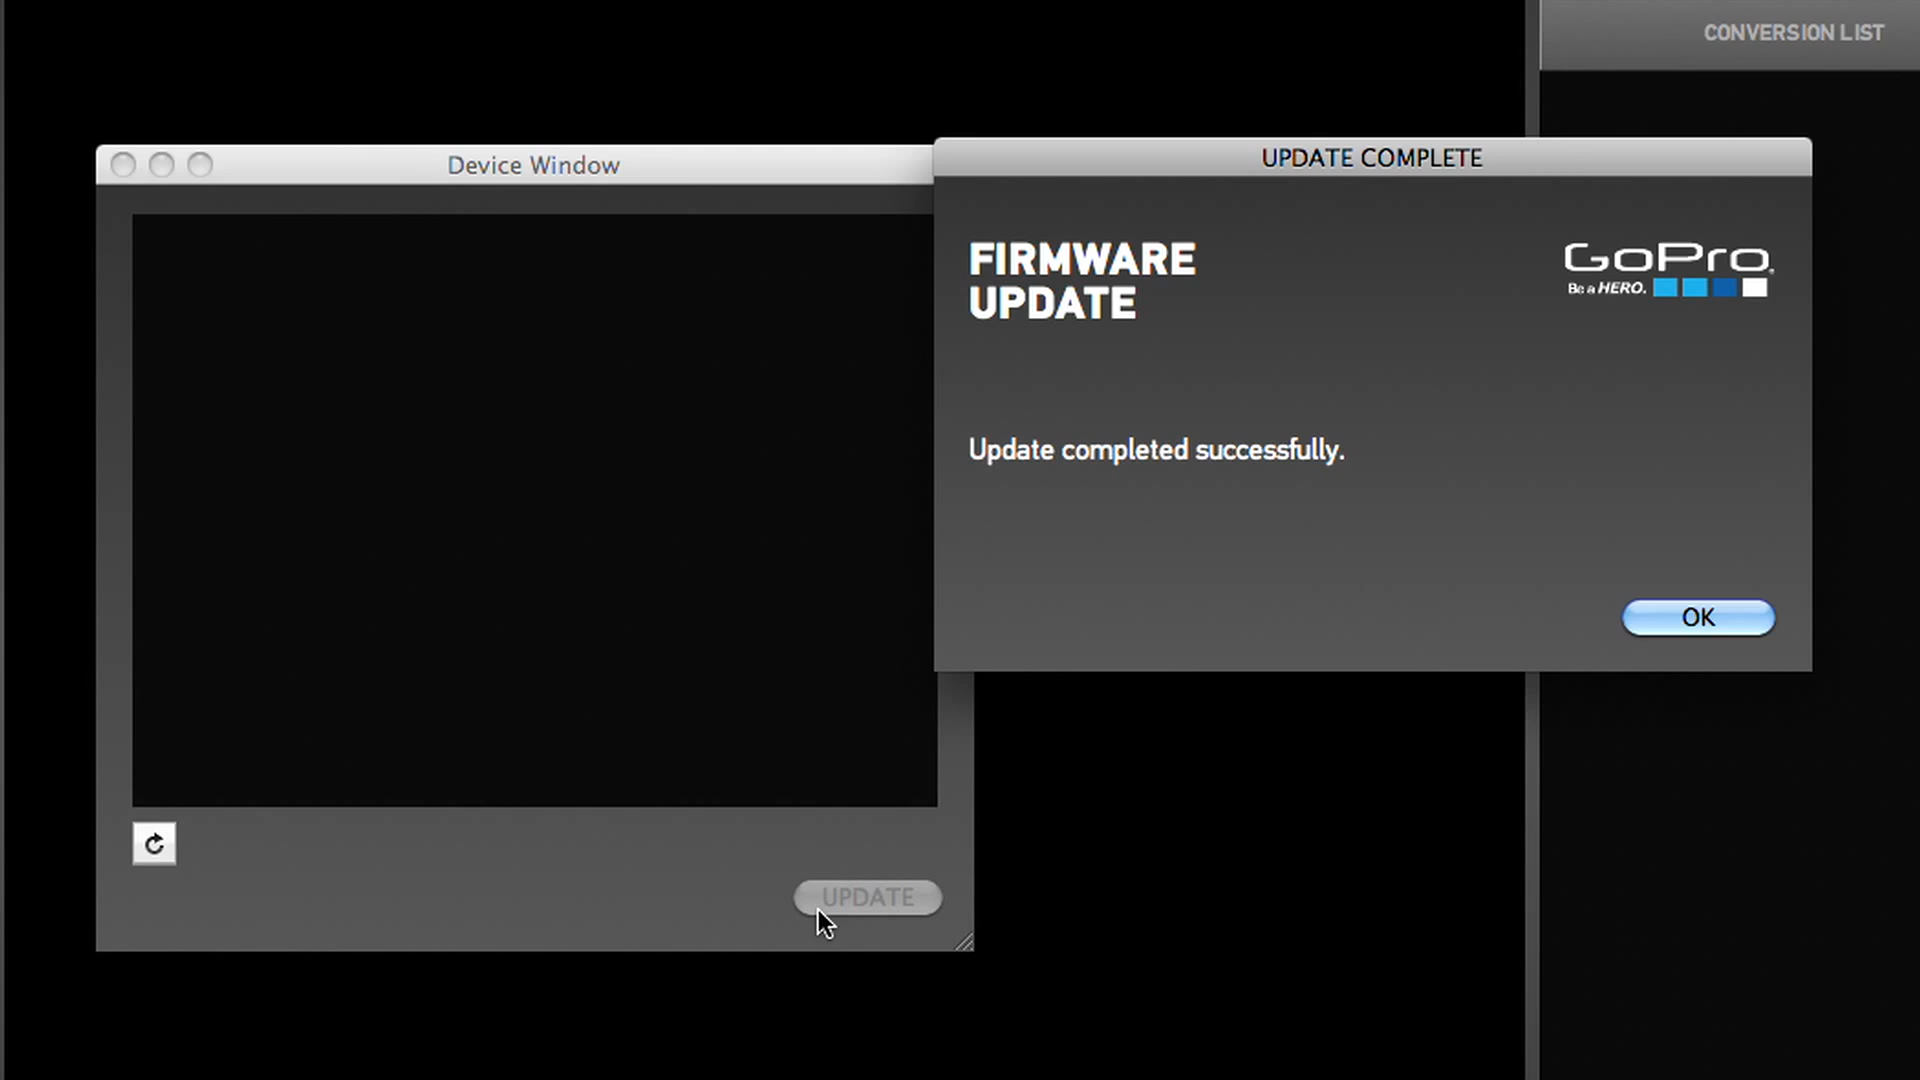 CONVERSION LIST
Device Window
UPDATE COMPLETE
FIRMWARE
UPDATE
GoPro
Be a HERO.
Update completed successfully.
OK
UPDATE